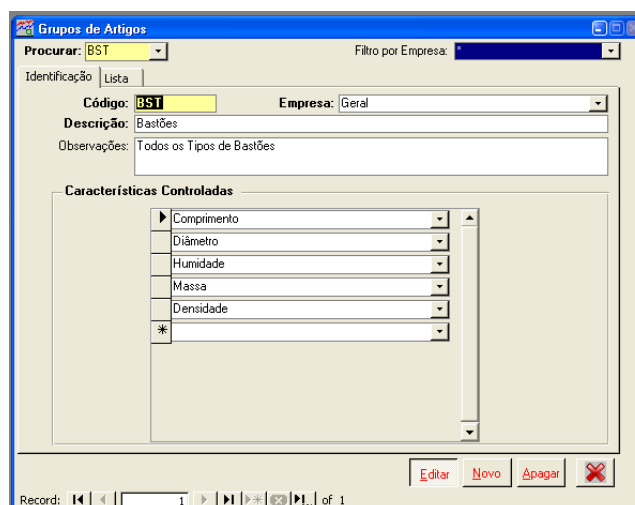 Grupos de Artigos
Procurar: BST Filtro por Empresa: *
Identificação Lista
Código: BST Empresa: Geral
Descrição: Bastões
Observações: Todos os Tipos de Bastões
Características Controladas
Comprimento
Diâmetro
Humidade
Massa
Densidade
Editar Novo Apagar
Record: 1 of 1